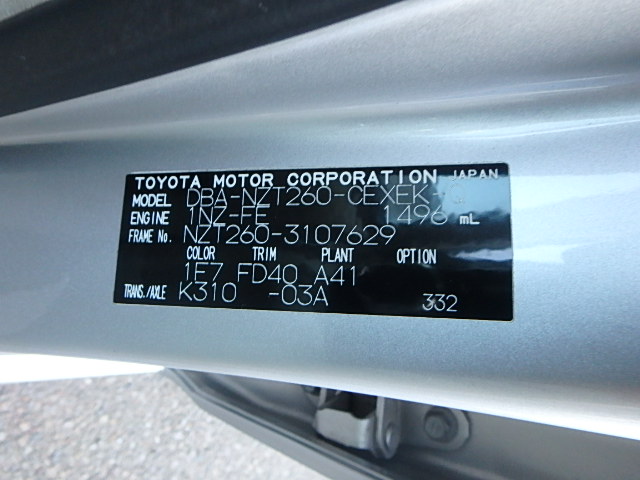 TOYOTA MOTOR CORPORATION JAPAN
MODEL DBA-NZT260-CEXEK-Q
ENGINE 1NZ-FE 1496 mL
FRAME No. NZT260-3107629
COLOR TRIM PLANT OPTION
1E7 FD40 A41
TRANS./AXLE K310 -03A 332